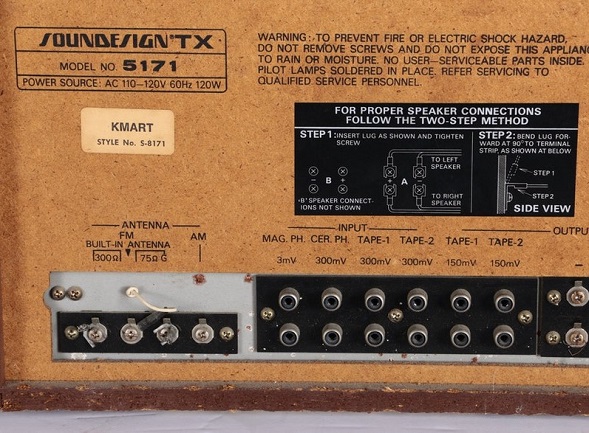 SOUNDESIGN® TX
MODEL NO. 5171
POWER SOURCE: AC 110-120V 60Hz 120W
WARNING: TO PREVENT FIRE OR ELECTRIC SHOCK HAZARD,
DO NOT REMOVE SCREWS AND DO NOT EXPOSE THIS APPLIAN
TO RAIN OR MOISTURE. NO USER-SERVICEABLE PARTS INSIDE.
PILOT LAMPS SOLDERED IN PLACE. REFER SERVICING TO
QUALIFIED SERVICE PERSONNEL.
KMART
STYLE No. S-8171
FOR PROPER SPEAKER CONNECTIONS
FOLLOW THE TWO-STEP METHOD
STEP 1: INSERT LUG AS SHOWN AND TIGHTEN
SCREW
TO LEFT
SPEAKER
B
A
TO RIGHT
SPEAKER
"B" SPEAKER CONNECT-
IONS NOT SHOWN
STEP 2: BEND LUG FOR-
WARD AT 90° TO TERMINAL
STRIP, AS SHOWN AT BELOW
STEP 1
STEP 2
SIDE VIEW
ANTENNA
FM
AM
BUILT-IN ANTENNA
300Ω 75Ω G
INPUT
OUTPU
MAG. PH. CER. PH. TAPE-1 TAPE-2 TAPE-1 TAPE-2
3mV 300mV 300mV 300mV 150mV 150mV